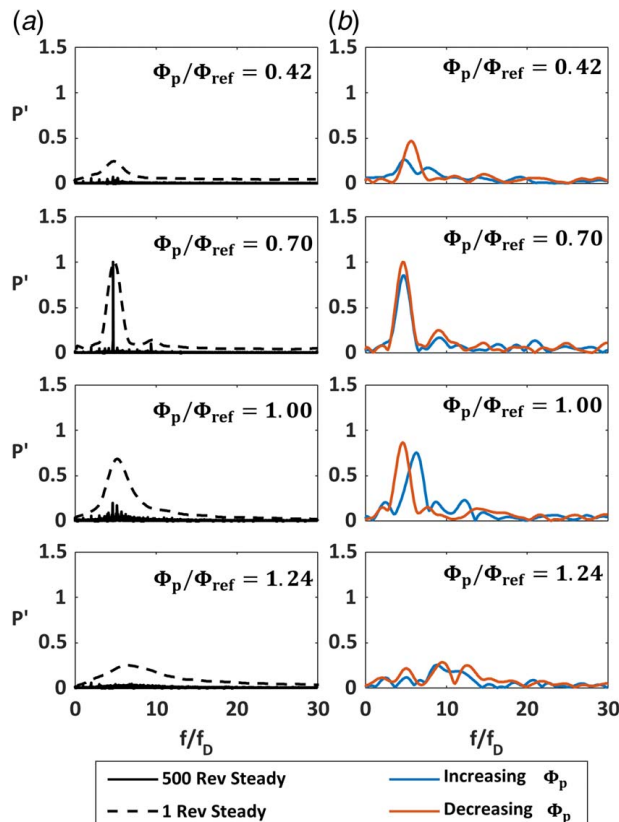 (a) (b)
1.5 Φp/Φref = 0.42 1.5 Φp/Φref = 0.42
1 1
P' 0.5 0.5
0 0
1.5 Φp/Φref = 0.70 1.5 Φp/Φref = 0.70
1 1
P' 0.5 0.5
0 0
1.5 Φp/Φref = 1.00 1.5 Φp/Φref = 1.00
1 1
P' 0.5 0.5
0 0
1.5 Φp/Φref = 1.24 1.5 Φp/Φref = 1.24
1 1
P' 0.5 0.5
0 0
0 10 20 30 0 10 20 30
f/fD f/fD
500 Rev Steady Increasing Φp
1 Rev Steady Decreasing Φp